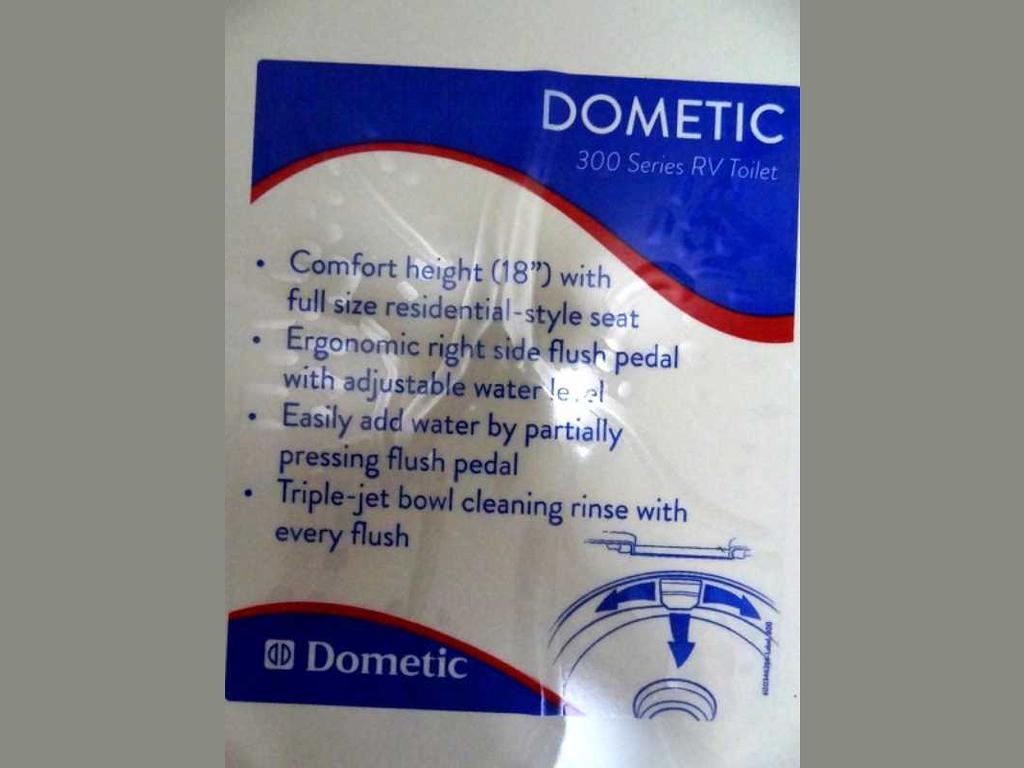 DOMETIC
300 Series RV Toilet
• Comfort height (18”) with
full size residential-style seat
• Ergonomic right side flush pedal
with adjustable water level
• Easily add water by partially
pressing flush pedal
• Triple-jet bowl cleaning rinse with
every flush
Dometic